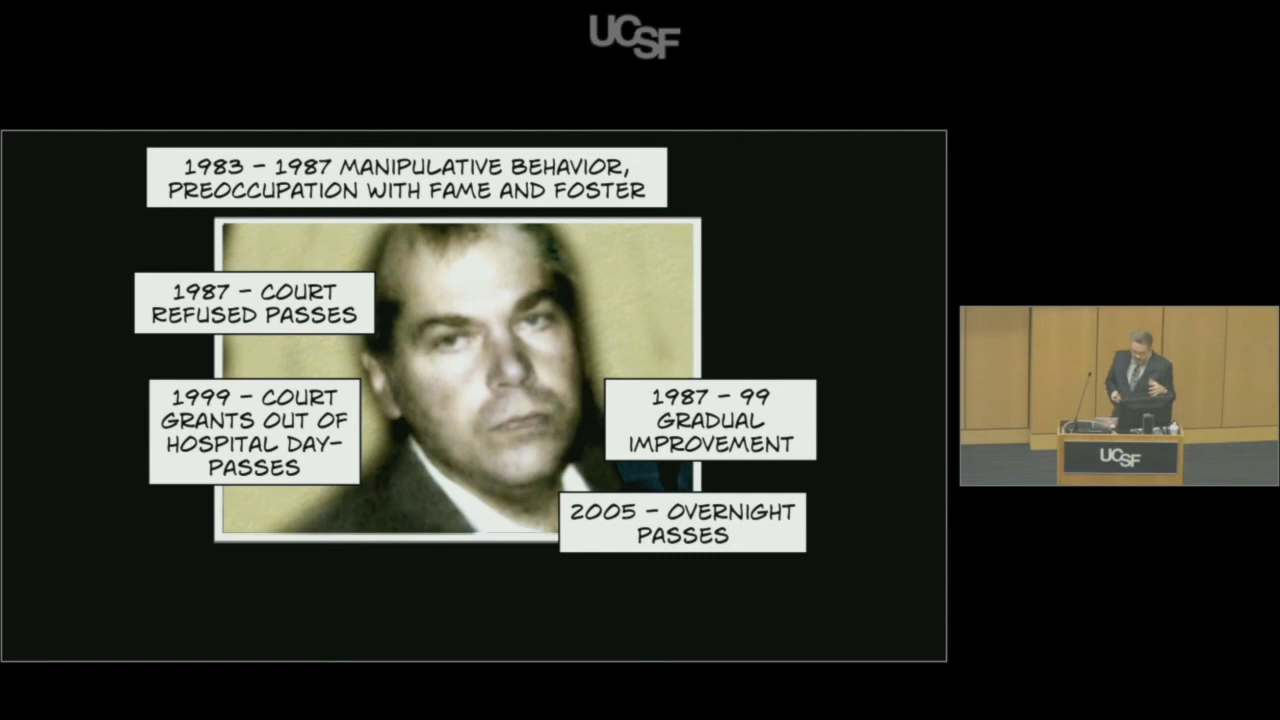 UCSF
1983 - 1987 MANIPULATIVE BEHAVIOR,
PREOCCUPATION WITH FAME AND FOSTER
1987 - COURT
REFUSED PASSES
1999 - COURT
GRANTS OUT OF
HOSPITAL DAY-
PASSES
1987 - 99
GRADUAL
IMPROVEMENT
2005 - OVERNIGHT
PASSES
UCSF